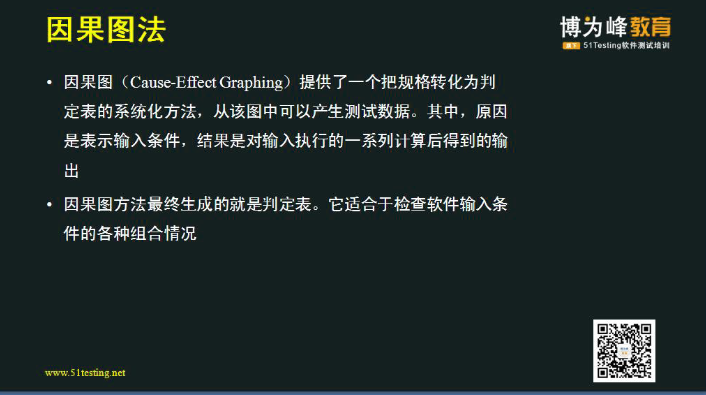 因果图法
博为峰教育
旗下 51Testing软件测试培训
• 因果图（Cause-Effect Graphing）提供了一个把规格转化为判
定表的系统化方法，从该图中可以产生测试数据。其中，原因
是表示输入条件，结果是对输入执行的一系列计算后得到的输
出
• 因果图方法最终生成的就是判定表。它适合于检查软件输入条
件的各种组合情况
www.51testing.net